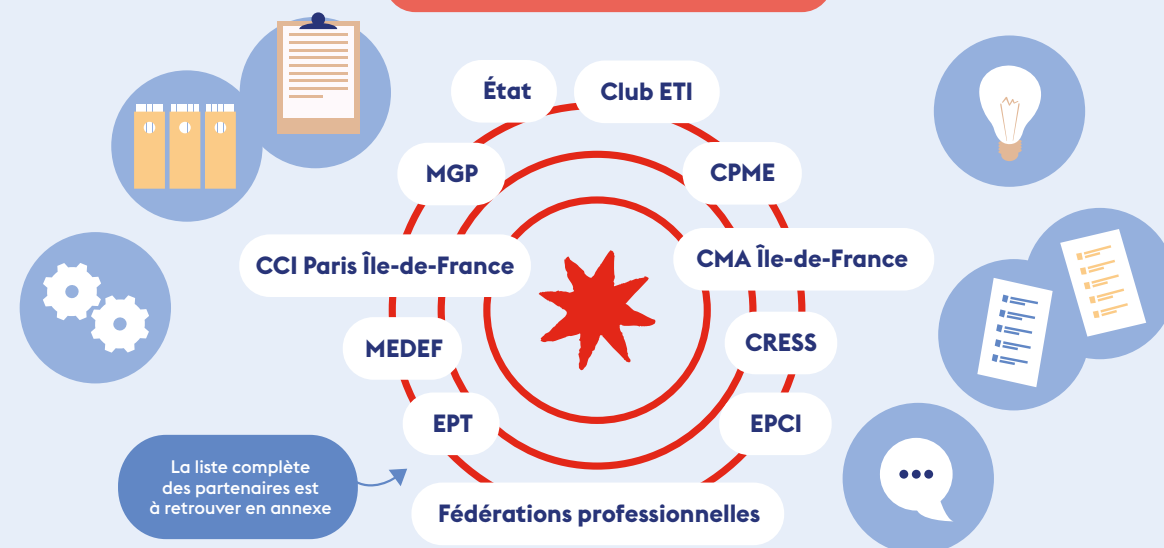 État
Club ETI
MGP
CPME
CCI Paris Île-de-France
CMA Île-de-France
MEDEF
CRESS
EPT
EPCI
La liste complète
des partenaires est
à retrouver en annexe
Fédérations professionnelles